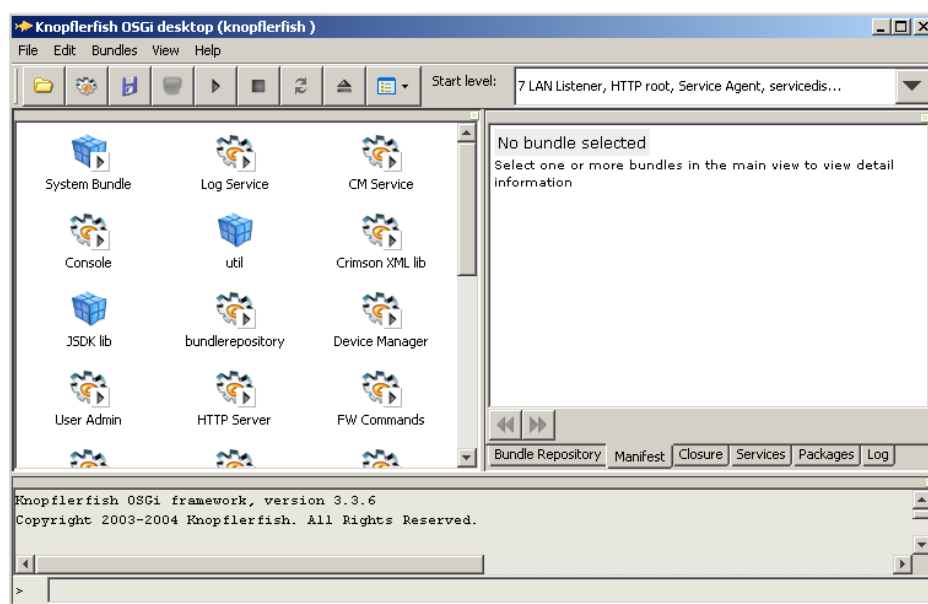 Knopflerfish OSGi desktop (knopflerfish )
File Edit Bundles View Help
Start level:
7 LAN Listener, HTTP root, Service Agent, servicedis...
System Bundle Log Service CM Service
Console util Crimson XML lib
JSDK lib bundlerepository Device Manager
User Admin HTTP Server FW Commands
No bundle selected
Select one or more bundles in the main view to view detail
information
Bundle Repository Manifest Closure Services Packages Log
Knopflerfish OSGi framework, version 3.3.6
Copyright 2003-2004 Knopflerfish. All Rights Reserved.
>